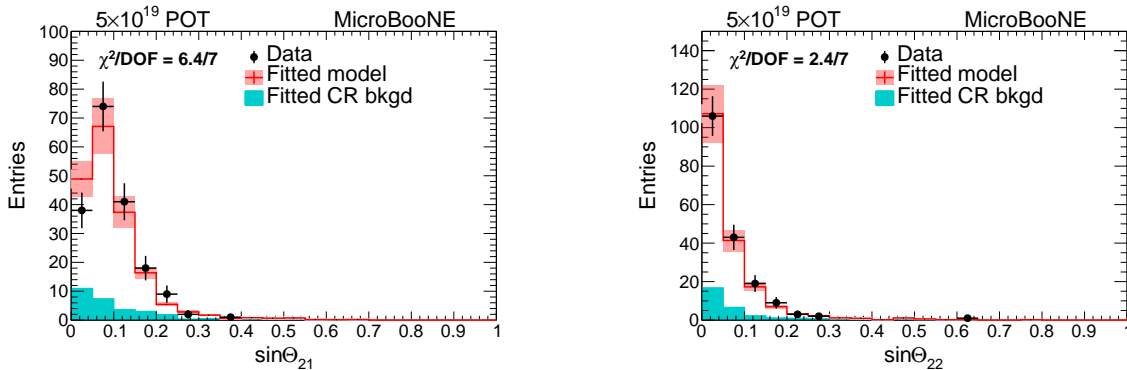 5×10¹⁹ POT MicroBooNE
χ²/DOF = 6.4/7
Data
Fitted model
Fitted CR bkgd
Entries
100
90
80
70
60
50
40
30
20
10
0
0 0.1 0.2 0.3 0.4 0.5 0.6 0.7 0.8 0.9 1
sinΘ₂₁
5×10¹⁹ POT MicroBooNE
χ²/DOF = 2.4/7
Data
Fitted model
Fitted CR bkgd
Entries
140
120
100
80
60
40
20
0
0 0.1 0.2 0.3 0.4 0.5 0.6 0.7 0.8 0.9 1
sinΘ₂₂